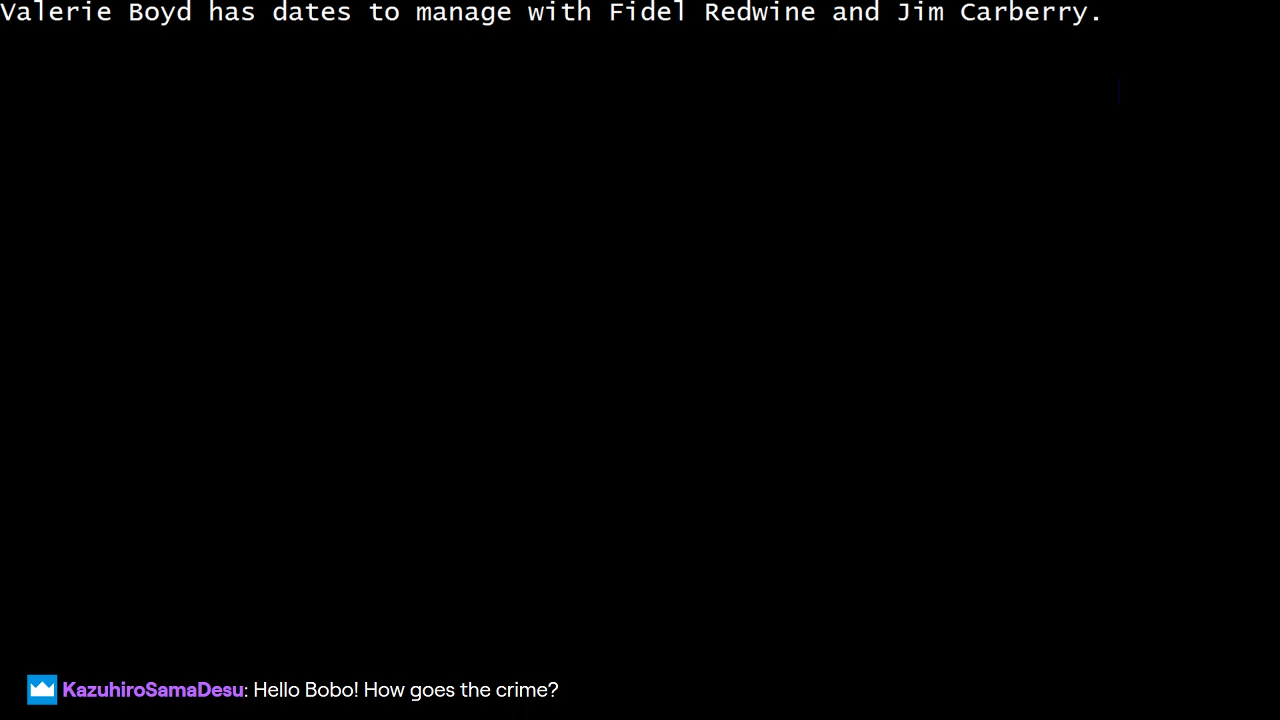 Valerie Boyd has dates to manage with Fidel Redwine and Jim Carberry.
KazuhiroSamaDesu: Hello Bobo! How goes the crime?